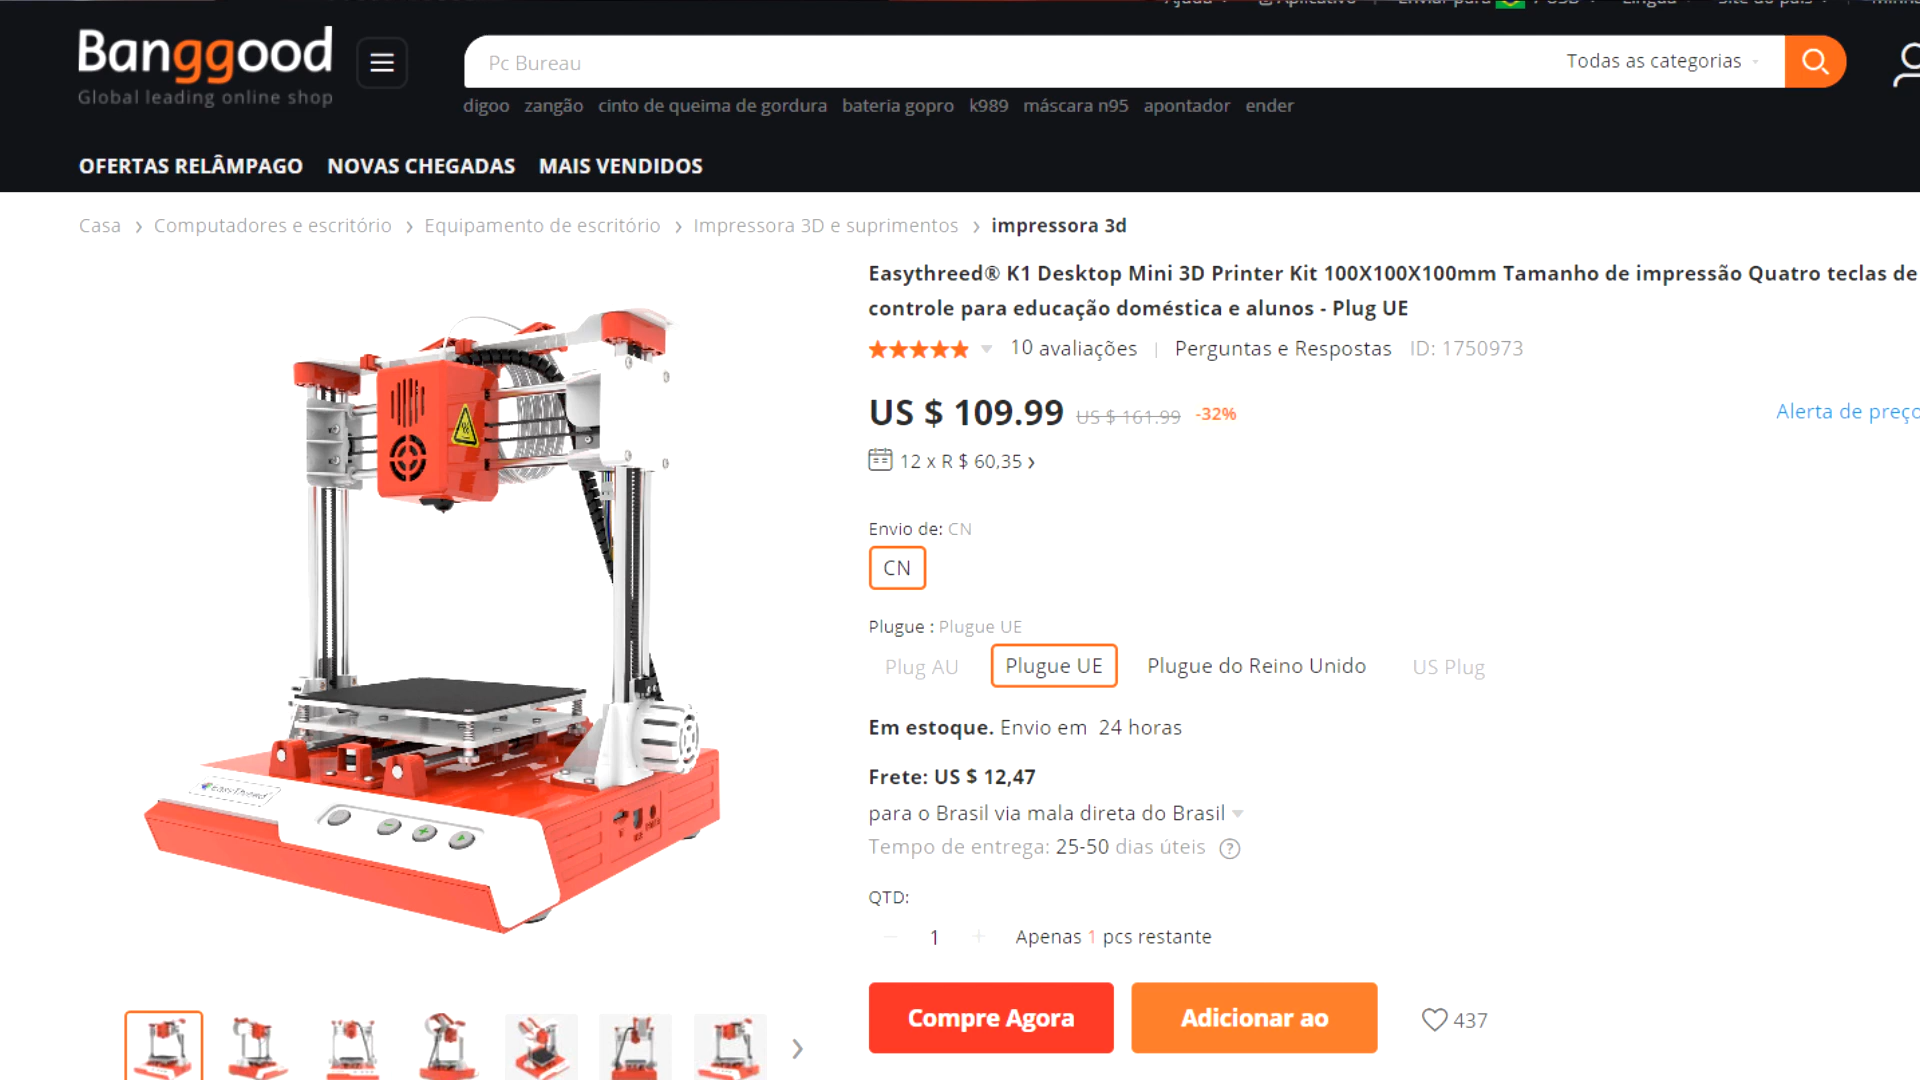 Banggood
Global leading online shop
Pc Bureau
Todas as categorias
digoo zangão cinto de queima de gordura bateria gopro k989 máscara n95 apontador ender
OFERTAS RELÂMPAGO NOVAS CHEGADAS MAIS VENDIDOS
Casa > Computadores e escritório > Equipamento de escritório > Impressora 3D e suprimentos > impressora 3d
Easythreed® K1 Desktop Mini 3D Printer Kit 100X100X100mm Tamanho de impressão Quatro teclas de
controle para educação doméstica e alunos - Plug UE
10 avaliações | Perguntas e Respostas ID: 1750973
US $ 109.99 US $ 161.99 -32%
Alerta de preço
12 x R $ 60,35 >
Envio de: CN
CN
Plugue : Plugue UE
Plug AU Plugue UE Plugue do Reino Unido US Plug
Em estoque. Envio em 24 horas
Frete: US $ 12,47
para o Brasil via mala direta do Brasil
Tempo de entrega: 25-50 dias úteis ?
QTD:
− 1 + Apenas 1 pcs restante
Compre Agora Adicionar ao 437